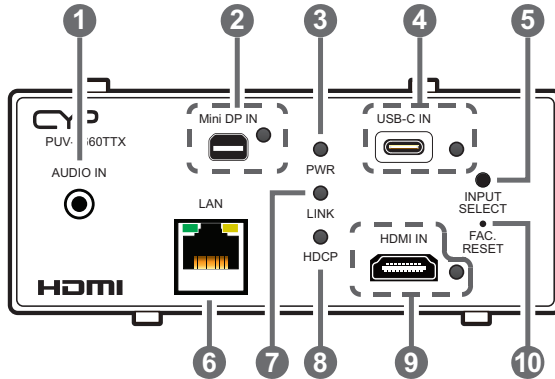 1
2
3
4
5
CYP
Mini DP IN
USB-C IN
AUDIO IN
PWR
INPUT
SELECT
LAN
LINK
FAC.
RESET
HDCP
HDMI IN
HDMI
6
7
8
9
10